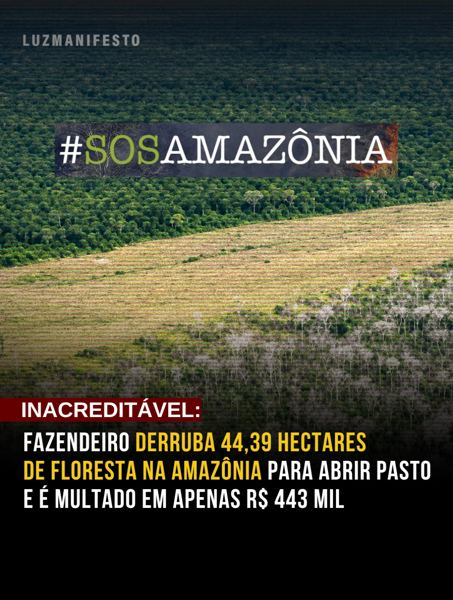 LUZMANIFESTO
#SOSAMAZÔNIA
INACREDITÁVEL:
FAZENDEIRO DERRUBA 44,39 HECTARES
DE FLORESTA NA AMAZÔNIA PARA ABRIR PASTO
E É MULTADO EM APENAS R$ 443 MIL